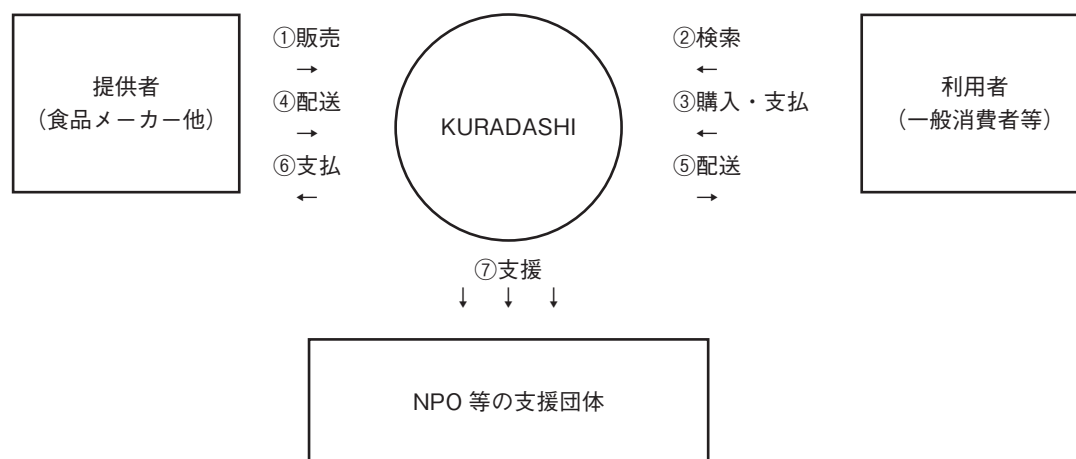 提供者
（食品メーカー他）
①販売
→
④配送
→
⑥支払
←
KURADASHI
②検索
←
③購入・支払
←
⑤配送
→
利用者
（一般消費者等）
⑦支援
↓ ↓ ↓
NPO 等の支援団体